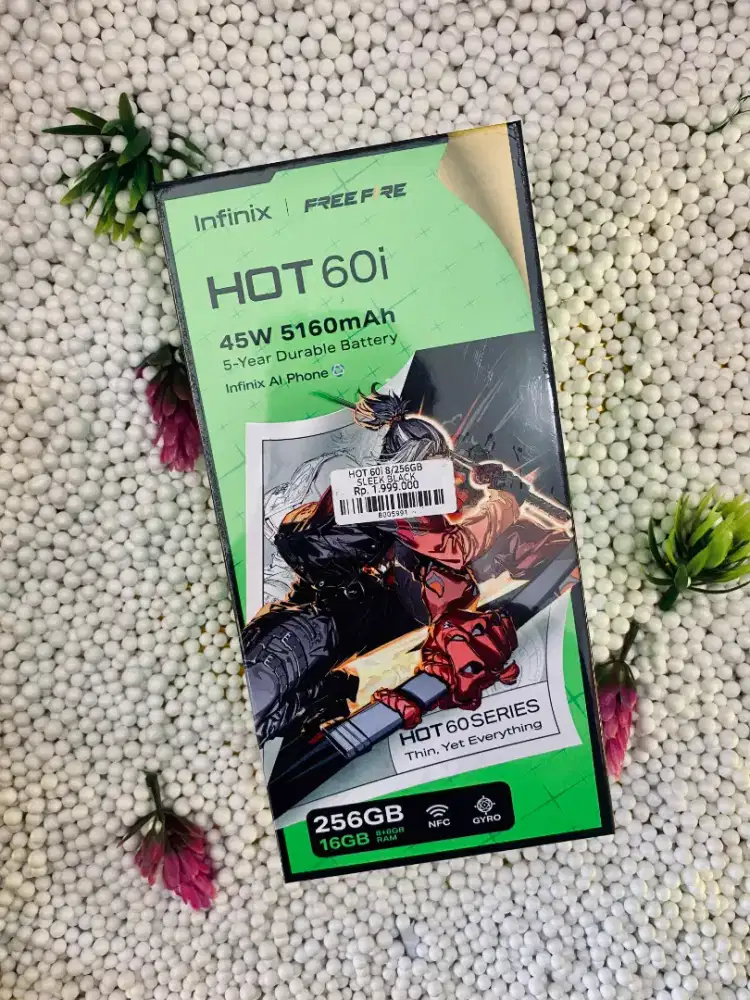 Infinix | FREE FIRE
HOT 60i
45W 5160mAh
5-Year Durable Battery
Infinix AI Phone
HOT 60i 8/256GB
SLEEK BLACK
Rp. 1.999.000
HOT 60 SERIES
Thin, Yet Everything
256GB
16GB 8+8GB RAM
NFC
GYRO